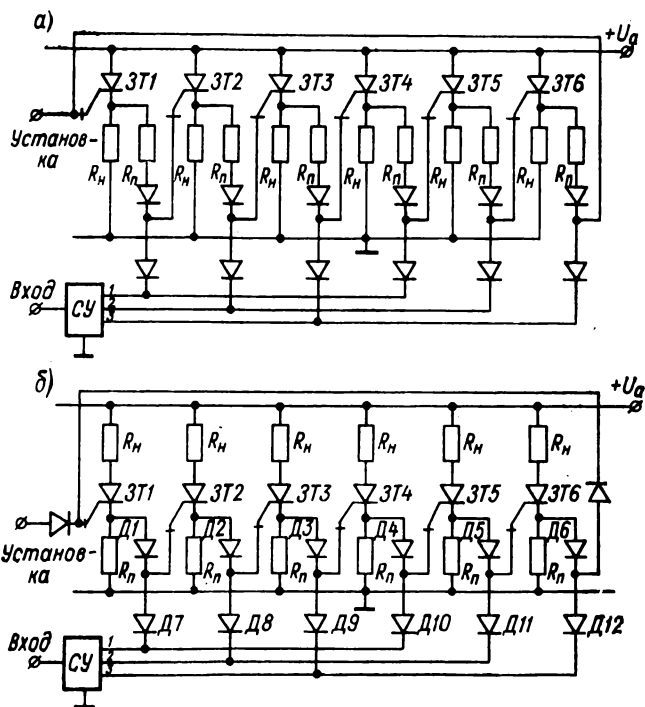 а)
+Uа
ЗТ1 ЗТ2 ЗТ3 ЗТ4 ЗТ5 ЗТ6
Установ-
ка
Rн Rп Rн Rп Rн Rп Rн Rп Rн Rп Rн Rп
Вход
СУ
1
2
3
б)
+Uа
Rн Rн Rн Rн Rн Rн
ЗТ1 ЗТ2 ЗТ3 ЗТ4 ЗТ5 ЗТ6
Установ-
ка
Д1 Д2 Д3 Д4 Д5 Д6
Rп Rп Rп Rп Rп Rп
Д7 Д8 Д9 Д10 Д11 Д12
Вход
СУ
1
2
3